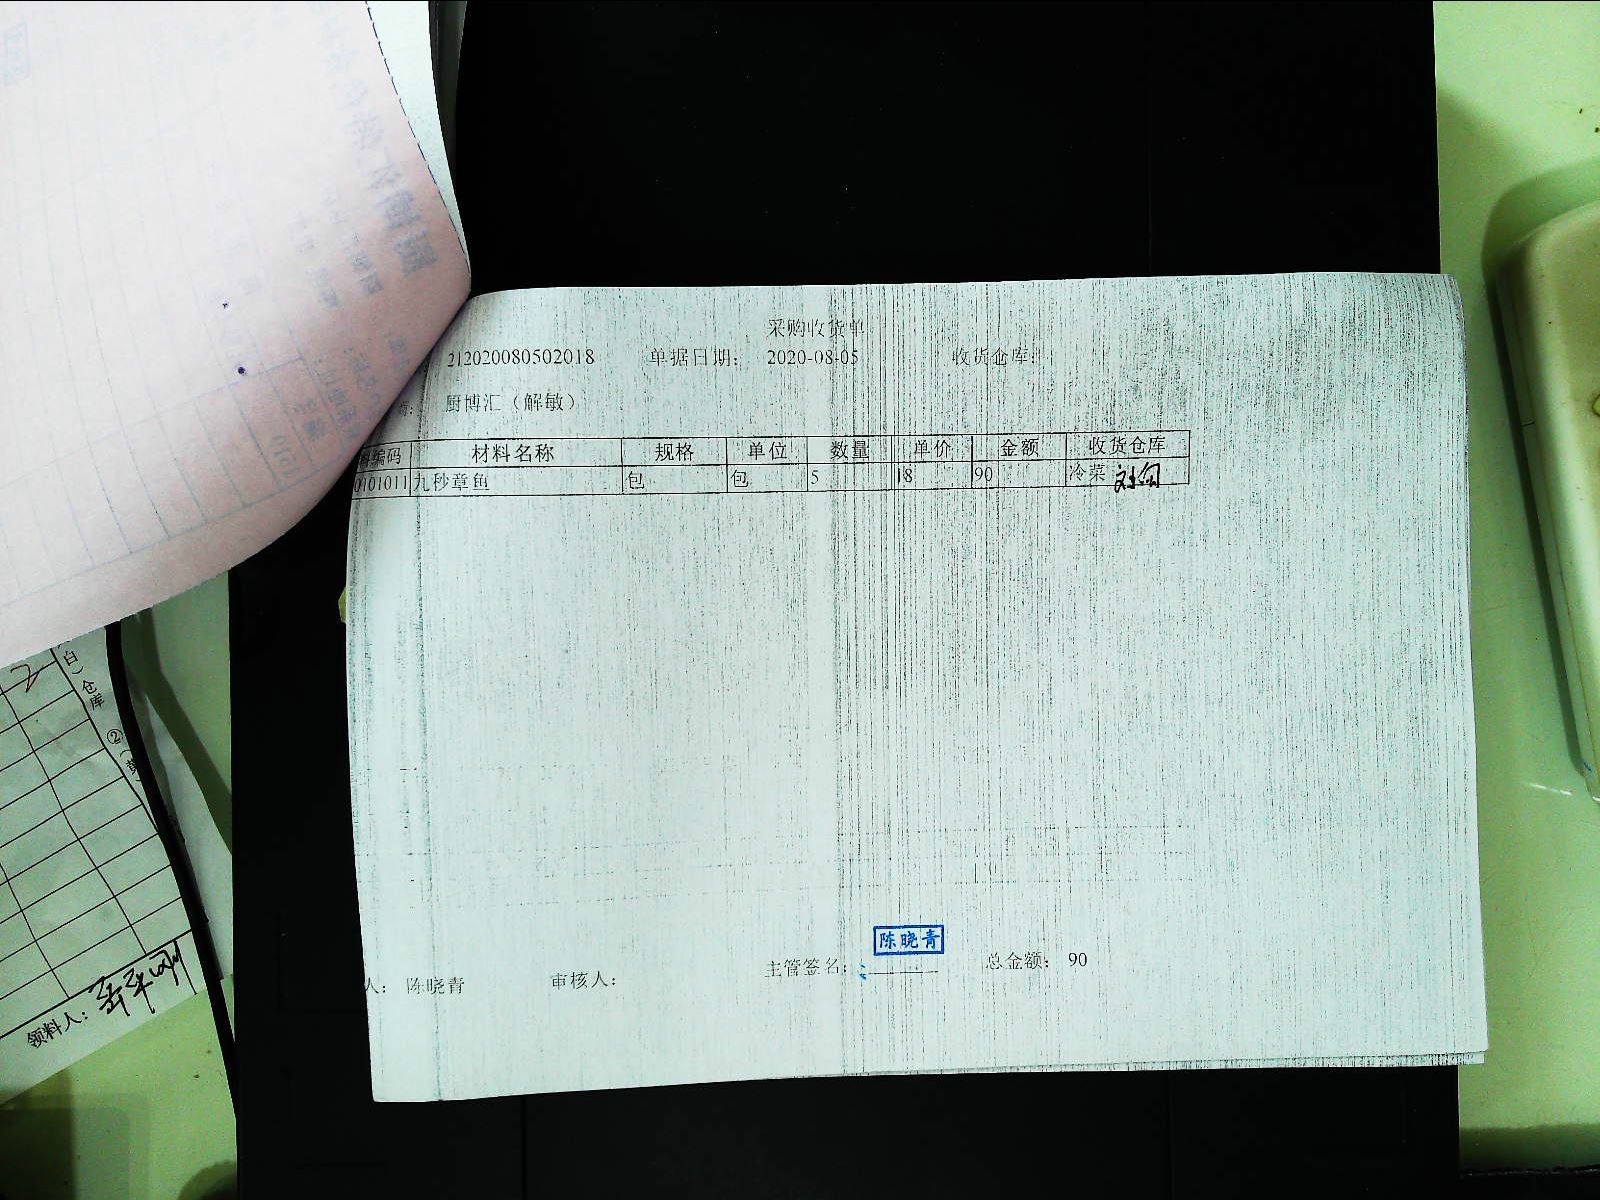 采购收货单
212020080502018 单据日期： 2020-08-05 收货仓库：
厨博汇（解敏）
编码 材料名称 规格 单位 数量 单价 金额 收货仓库
0101011 九秒章鱼 包 包 5 18 90 冷菜
陈晓青
人： 陈晓青 审核人： 主管签名： 总金额： 90
2
白）仓库 ②（
领料人：